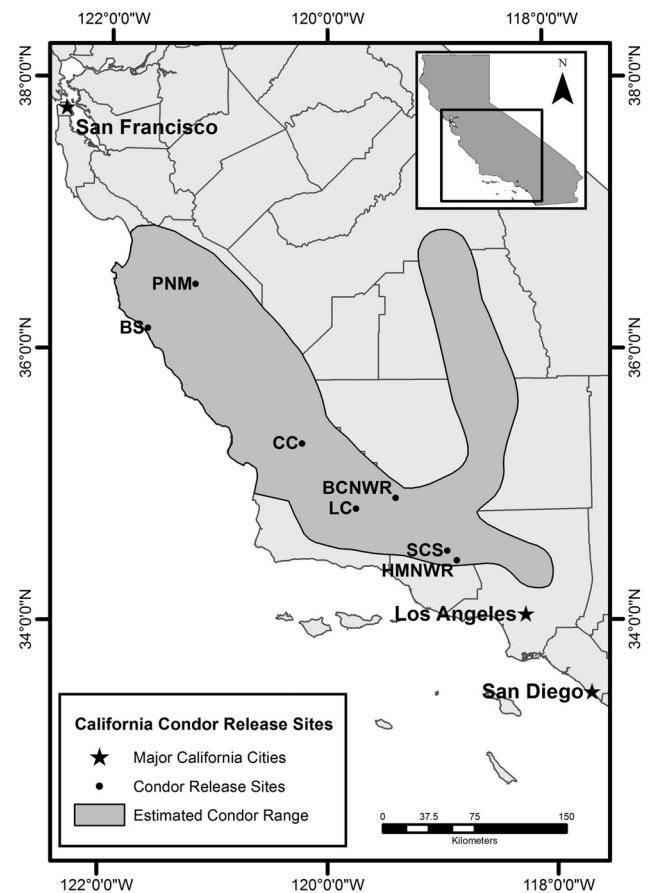 122°0'0"W 120°0'0"W 118°0'0"W
38°0'0"N
38°0'0"N
N
San Francisco
PNM
BS
36°0'0"N
36°0'0"N
CC
BCNWR
LC
SCS
HMNWR
34°0'0"N
34°0'0"N
Los Angeles
San Diego
California Condor Release Sites
Major California Cities
Condor Release Sites
Estimated Condor Range
0 37.5 75 150
Kilometers
122°0'0"W 120°0'0"W 118°0'0"W